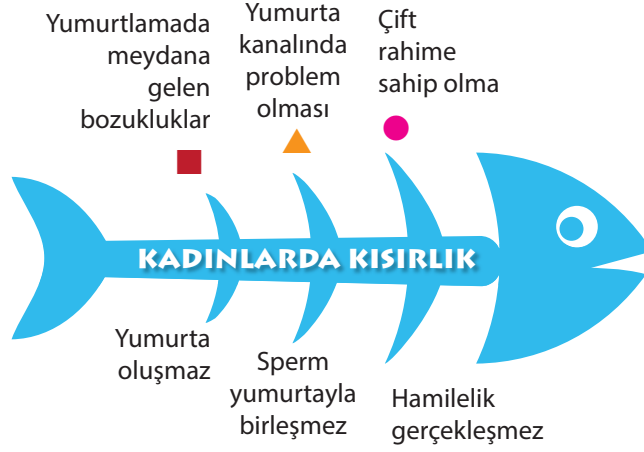 Yumurtlamada
meydana
gelen
bozukluklar
Yumurta
kanalında
problem
olması
Çift
rahime
sahip olma
KADINLARDA KISIRLIK
Yumurta
oluşmaz
Sperm
yumurtayla
birleşmez
Hamilelik
gerçekleşmez